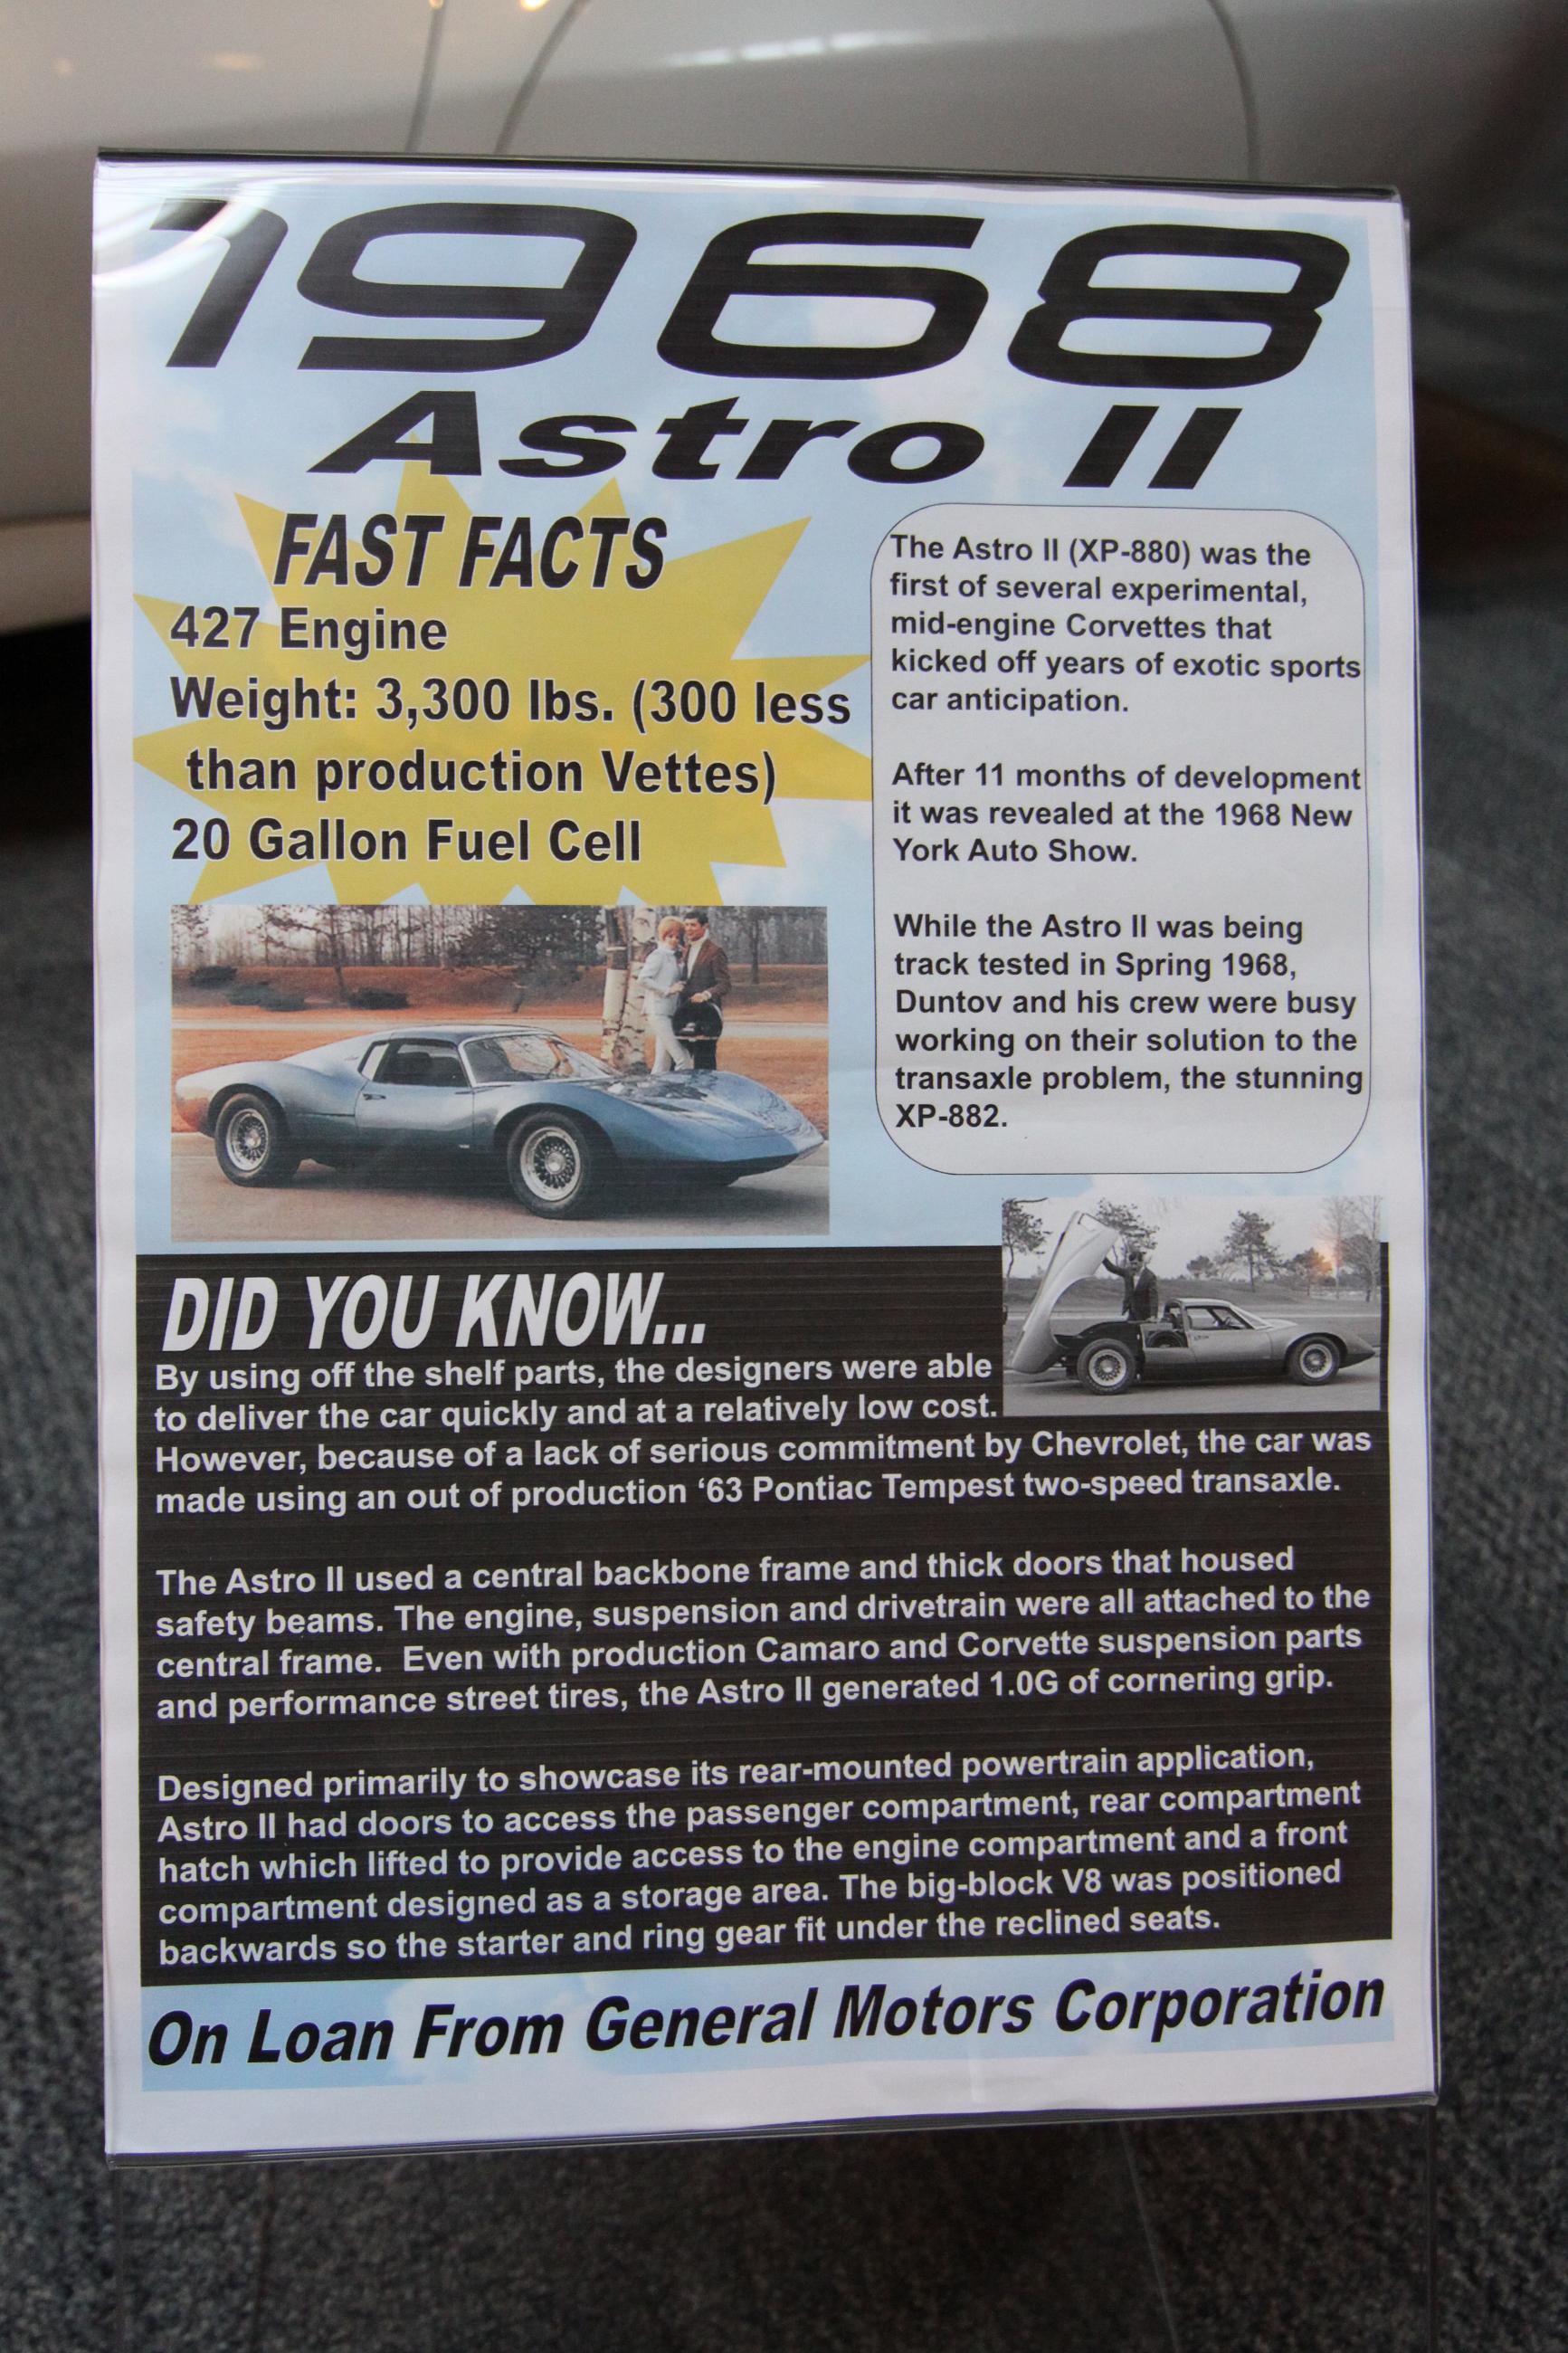 1968
Astro II
FAST FACTS
427 Engine
Weight: 3,300 lbs. (300 less
than production Vettes)
20 Gallon Fuel Cell
The Astro II (XP-880) was the
first of several experimental,
mid-engine Corvettes that
kicked off years of exotic sports
car anticipation.
After 11 months of development
it was revealed at the 1968 New
York Auto Show.
While the Astro II was being
track tested in Spring 1968,
Duntov and his crew were busy
working on their solution to the
transaxle problem, the stunning
XP-882.
DID YOU KNOW...
By using off the shelf parts, the designers were able
to deliver the car quickly and at a relatively low cost.
However, because of a lack of serious commitment by Chevrolet, the car was
made using an out of production ‘63 Pontiac Tempest two-speed transaxle.
The Astro II used a central backbone frame and thick doors that housed
safety beams. The engine, suspension and drivetrain were all attached to the
central frame.  Even with production Camaro and Corvette suspension parts
and performance street tires, the Astro II generated 1.0G of cornering grip.
Designed primarily to showcase its rear-mounted powertrain application,
Astro II had doors to access the passenger compartment, rear compartment
hatch which lifted to provide access to the engine compartment and a front
compartment designed as a storage area. The big-block V8 was positioned
backwards so the starter and ring gear fit under the reclined seats.
On Loan From General Motors Corporation